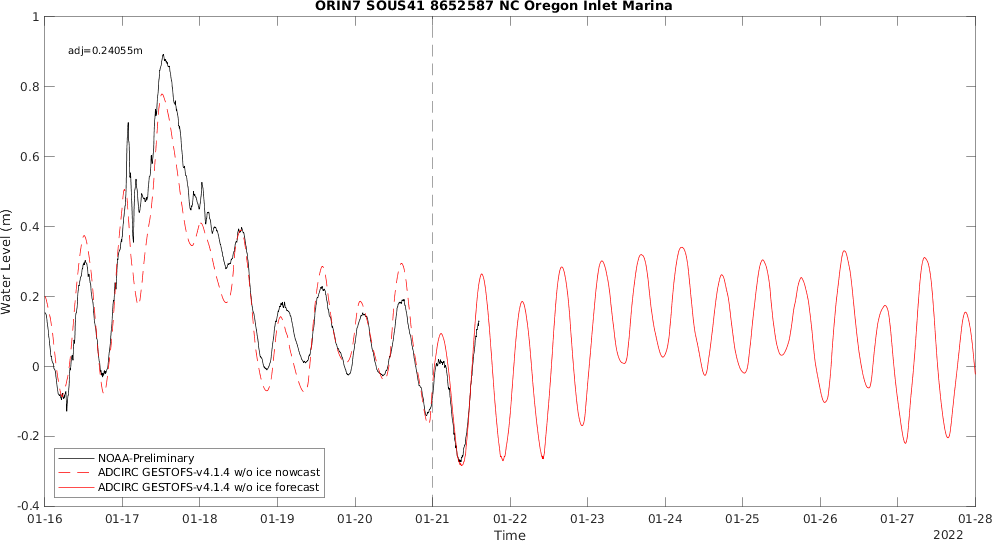 ORIN7 SOUS41 8652587 NC Oregon Inlet Marina
adj=0.24055m
1
0.8
0.6
0.4
0.2
0
-0.2
-0.4
Water Level (m)
NOAA-Preliminary
ADCIRC GESTOFS-v4.1.4 w/o ice nowcast
ADCIRC GESTOFS-v4.1.4 w/o ice forecast
01-16 01-17 01-18 01-19 01-20 01-21 01-22 01-23 01-24 01-25 01-26 01-27 01-28
Time
2022